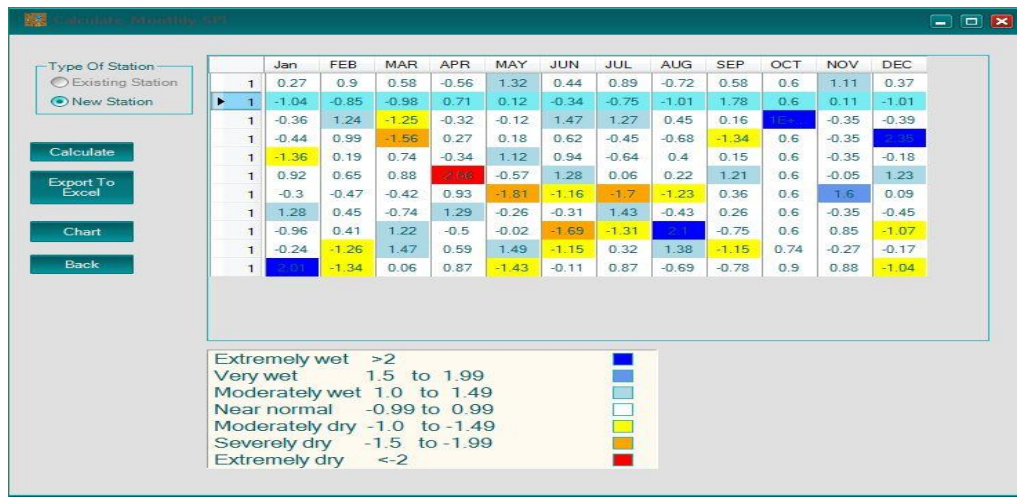 Calculate Monthly SPI
Type Of Station
Existing Station
New Station
Calculate
Export To
Excel
Chart
Back
Jan FEB MAR APR MAY JUN JUL AUG SEP OCT NOV DEC
1 0.27 0.9 0.58 -0.56 1.32 0.44 0.89 -0.72 0.58 0.6 1.11 0.37
1 -1.04 -0.85 -0.98 0.71 0.12 -0.34 -0.75 -1.01 1.78 0.6 0.11 -1.01
1 -0.36 1.24 -1.25 -0.32 -0.12 1.47 1.27 0.45 0.16 1E+... -0.35 -0.39
1 -0.44 0.99 -1.56 0.27 0.18 0.62 -0.45 -0.68 -1.34 0.6 -0.35 2.35
1 -1.36 0.19 0.74 -0.34 1.12 0.94 -0.64 0.4 0.15 0.6 -0.35 -0.18
1 0.92 0.65 0.88 -0.57 1.28 0.06 0.22 1.21 0.6 -0.05 1.23
1 -0.3 -0.47 -0.42 0.93 -1.81 -1.16 -1.7 -1.23 0.36 0.6 1.6 0.09
1 1.28 0.45 -0.74 1.29 -0.26 -0.31 1.43 -0.43 0.26 0.6 -0.35 -0.45
1 -0.96 0.41 1.22 -0.5 -0.02 -1.69 -1.31 2.1 -0.75 0.6 0.85 -1.07
1 -0.24 -1.26 1.47 0.59 1.49 -1.15 0.32 1.38 -1.15 0.74 -0.27 -0.17
1 2.01 -1.34 0.06 0.87 -1.43 -0.11 0.87 -0.69 -0.78 0.9 0.88 -1.04
Extremely wet >2
Very wet 1.5 to 1.99
Moderately wet 1.0 to 1.49
Near normal -0.99 to 0.99
Moderately dry -1.0 to -1.49
Severely dry -1.5 to -1.99
Extremely dry <-2